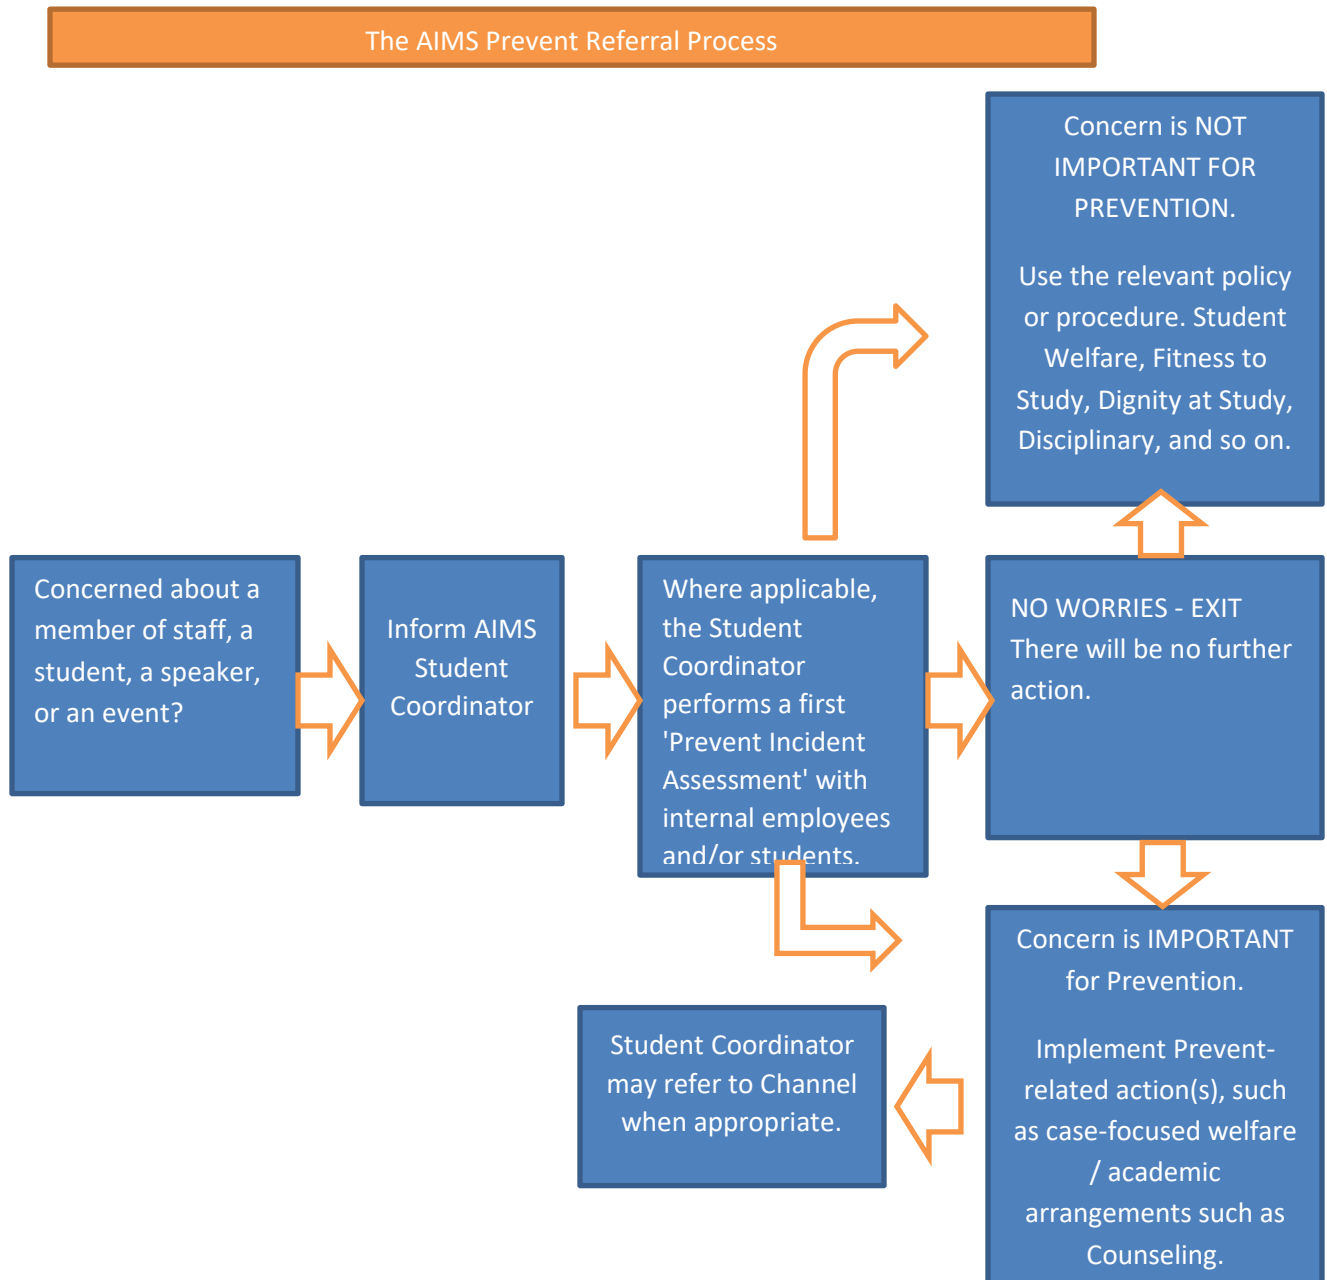 The AIMS Prevent Referral Process
Concern is NOT
IMPORTANT FOR
PREVENTION.
Use the relevant policy
or procedure. Student
Welfare, Fitness to
Study, Dignity at Study,
Disciplinary, and so on.
Concerned about a
member of staff, a
student, a speaker,
or an event?
Inform AIMS
Student
Coordinator
Where applicable,
the Student
Coordinator
performs a first
'Prevent Incident
Assessment' with
internal employees
and/or students.
NO WORRIES - EXIT
There will be no further
action.
Concern is IMPORTANT
for Prevention.
Implement Prevent-
related action(s), such
as case-focused welfare
/ academic
arrangements such as
Counseling.
Student Coordinator
may refer to Channel
when appropriate.